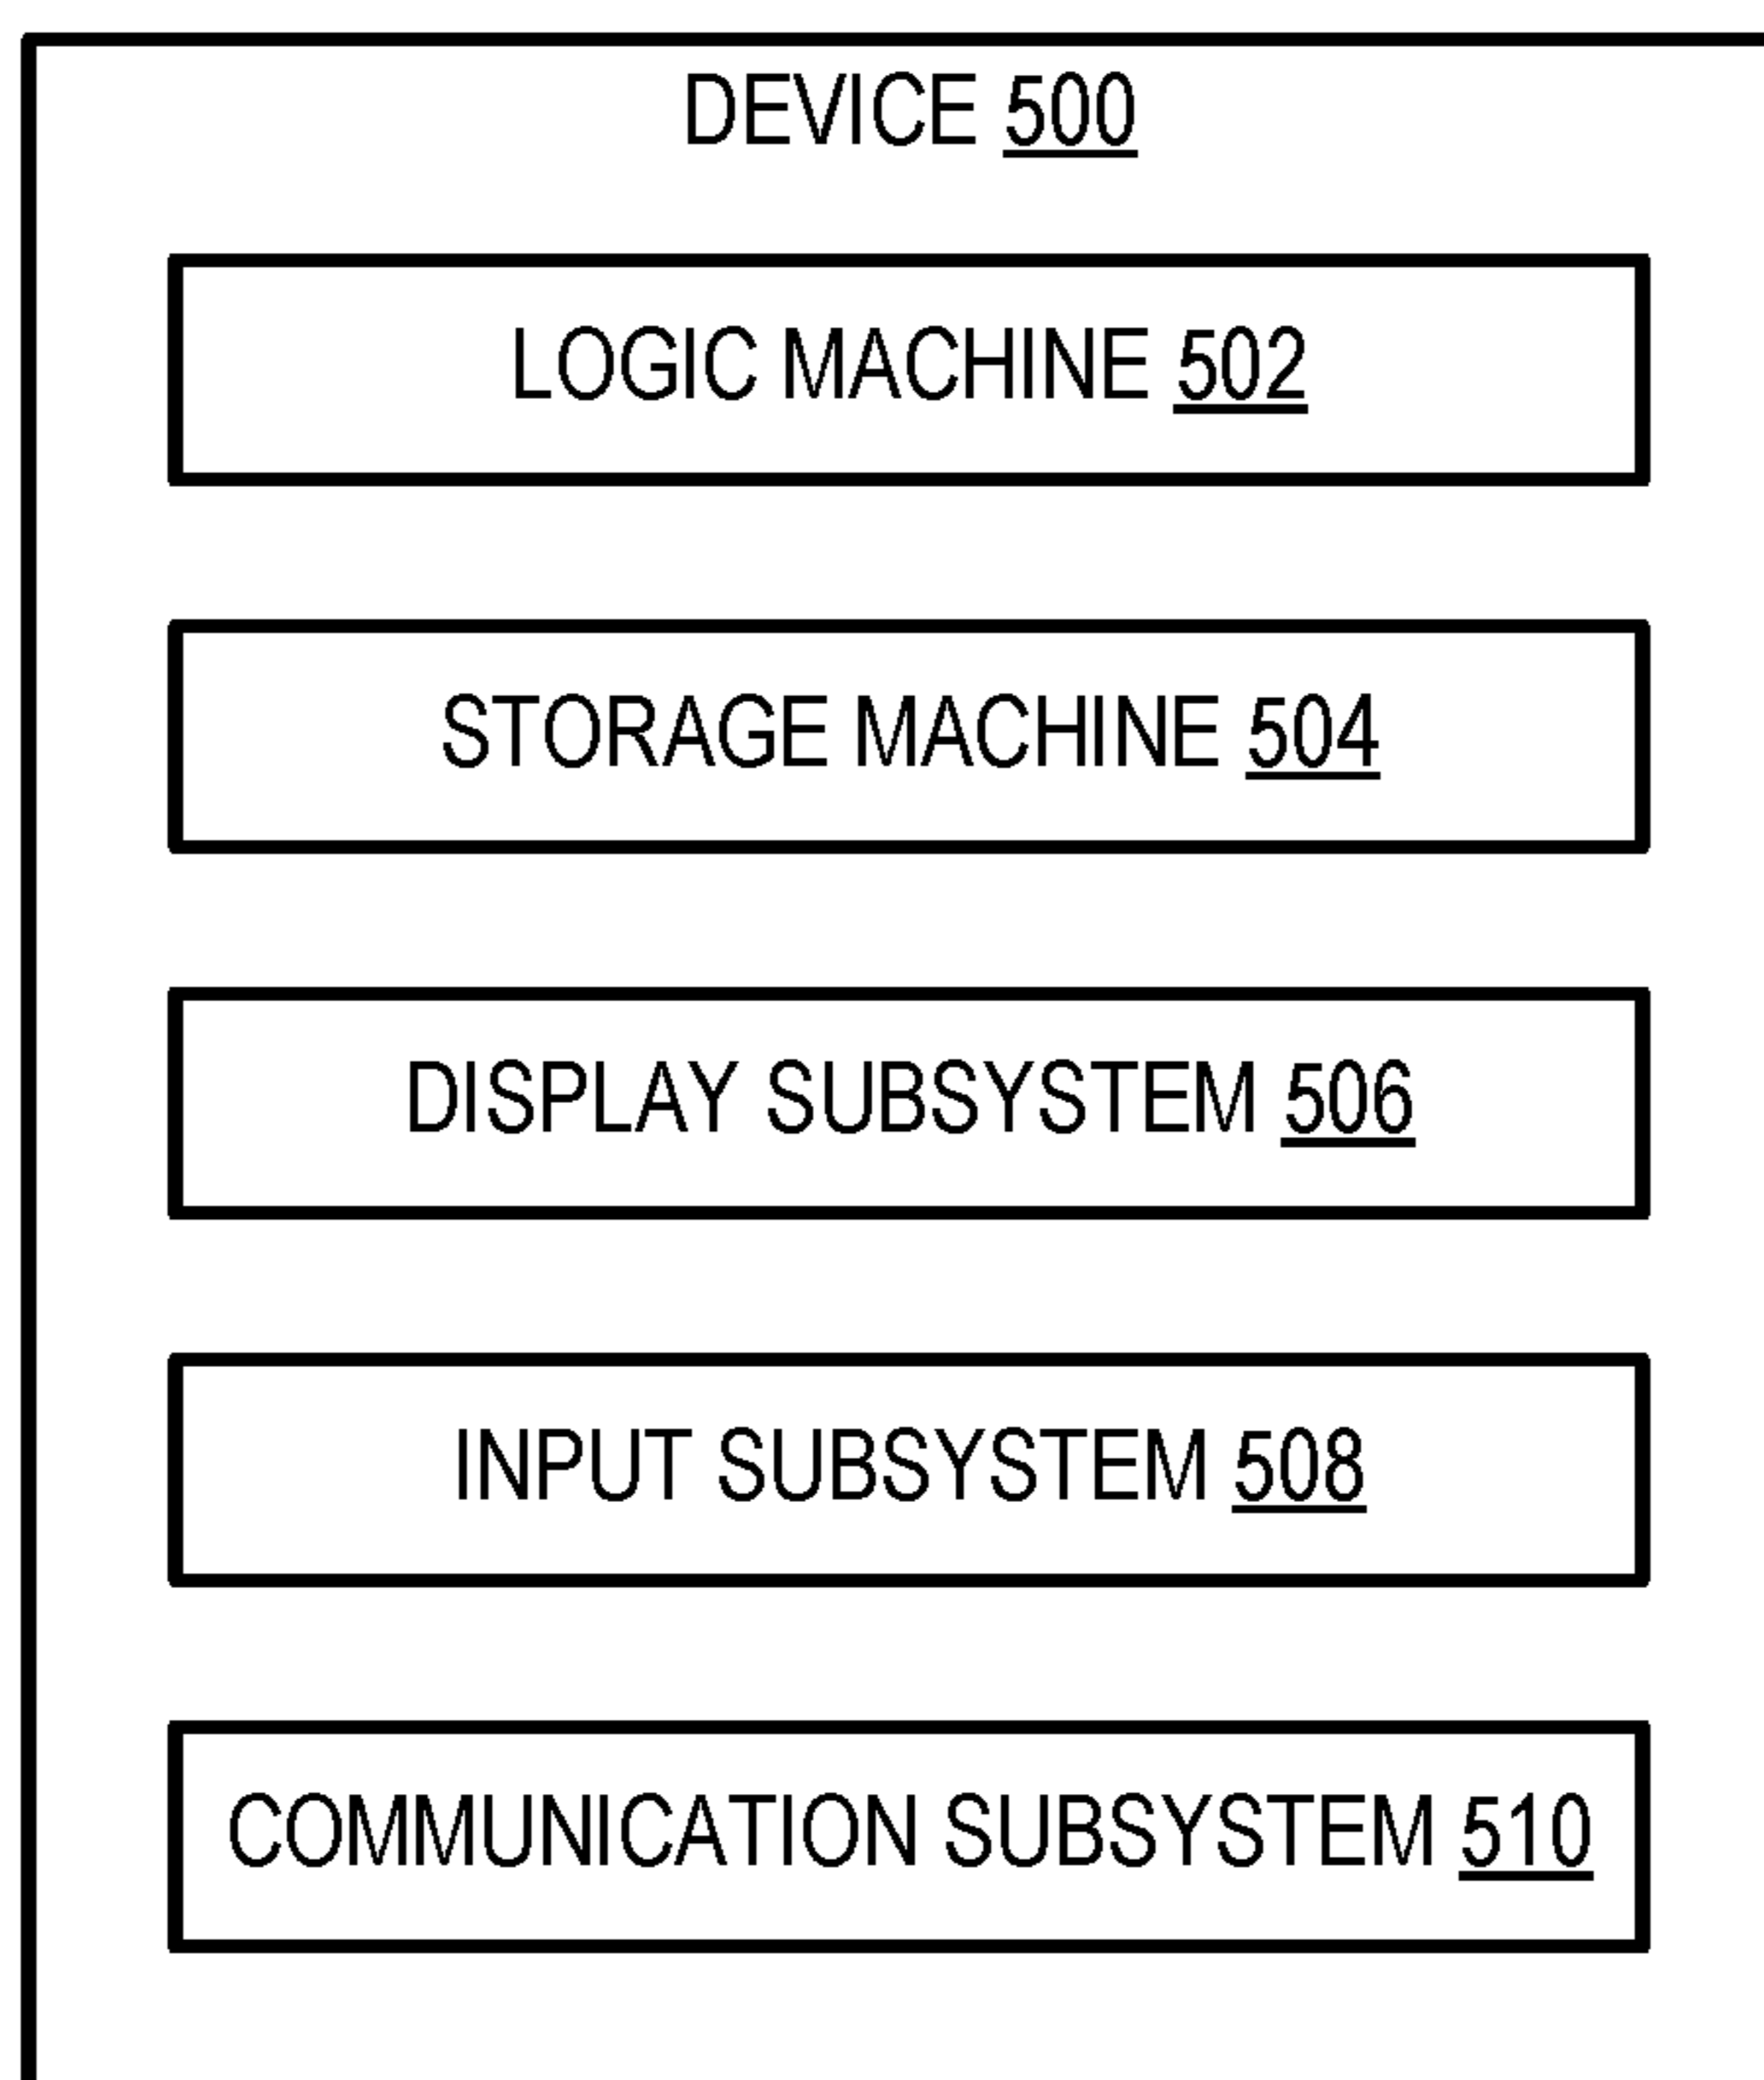 DEVICE 500
LOGIC MACHINE 502
STORAGE MACHINE 504
DISPLAY SUBSYSTEM 506
INPUT SUBSYSTEM 508
COMMUNICATION SUBSYSTEM 510